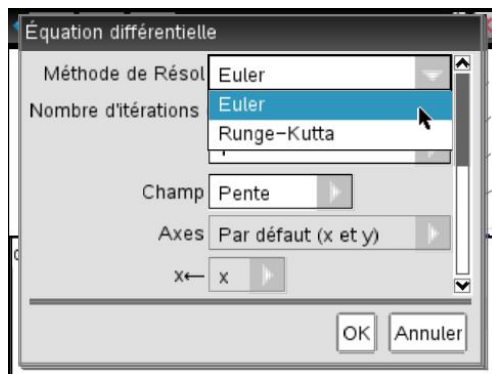 Équation différentielle
Méthode de Résol Euler
Nombre d'itérations Euler
Runge-Kutta
Champ Pente
Axes Par défaut (x et y)
x← x
OK Annuler